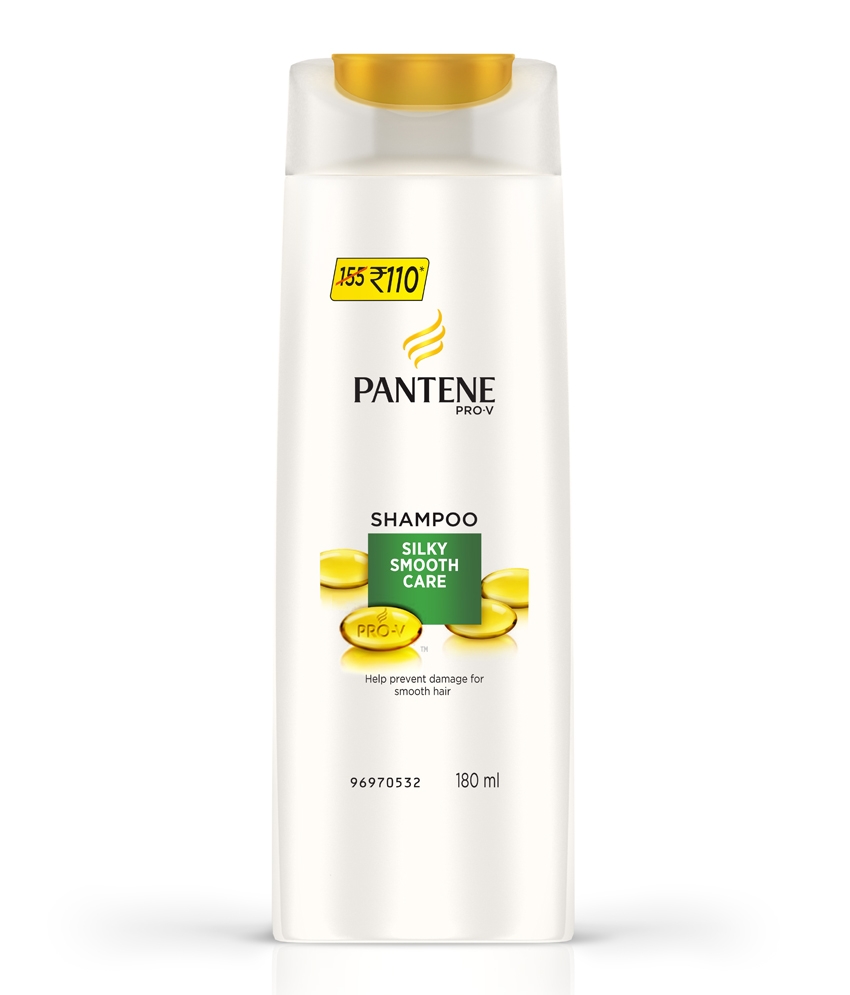 155 ₹110*
PANTENE
PRO-V
SHAMPOO
SILKY
SMOOTH
CARE
PRO-V
TM
Help prevent damage for
smooth hair
96970532 180 ml